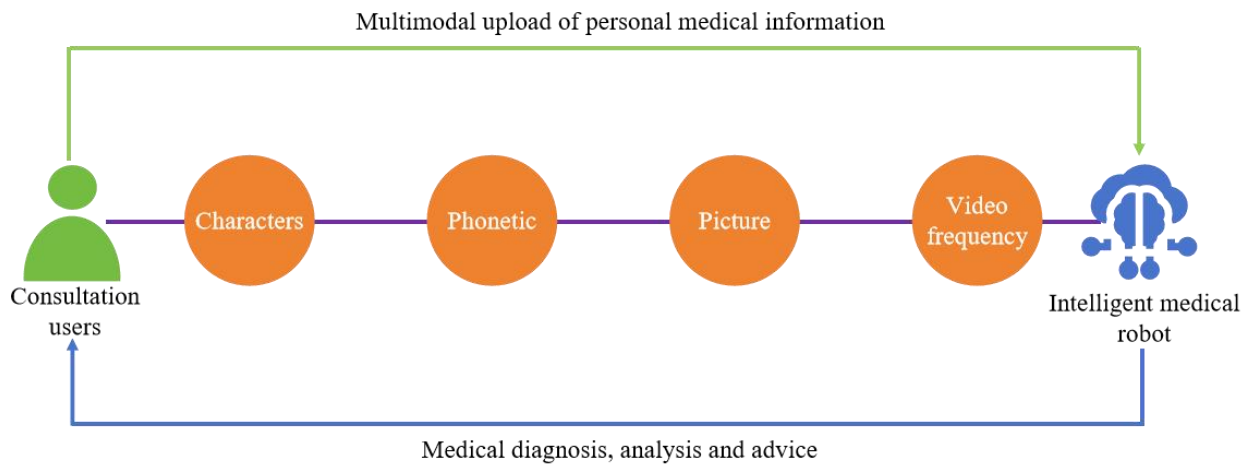 Multimodal upload of personal medical information
Characters
Phonetic
Picture
Video
frequency
Consultation
users
Intelligent medical
robot
Medical diagnosis, analysis and advice